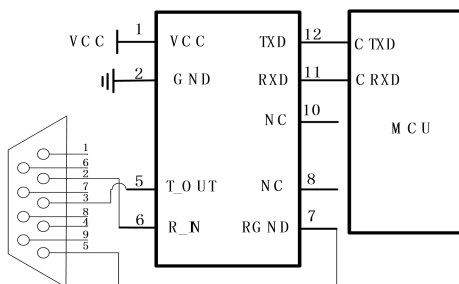 VCC 1 VCC TXD 12 CTXD
2 GND RXD 11 CRXD
NC 10
MCU
1
6
2
7
3
8
4
9
5
5 T_OUT NC 8
6 R_IN RGND 7